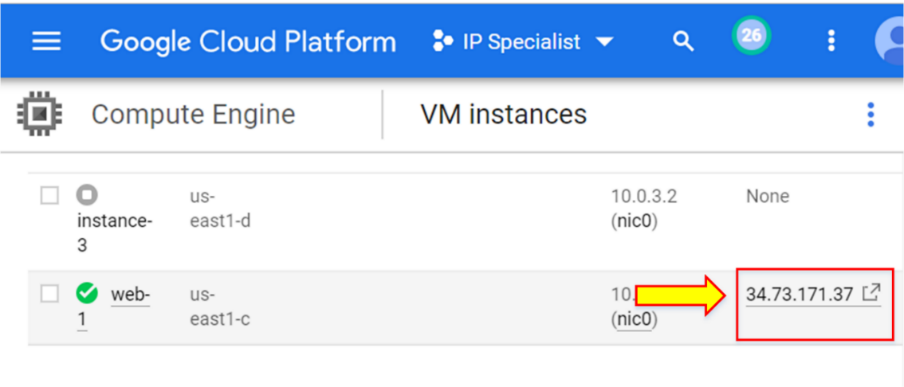 Google Cloud Platform IP Specialist 26
Compute Engine VM instances
us- 10.0.3.2 None
instance- east1-d (nic0)
3
web- us- 10. 34.73.171.37
1 east1-c (nic0)